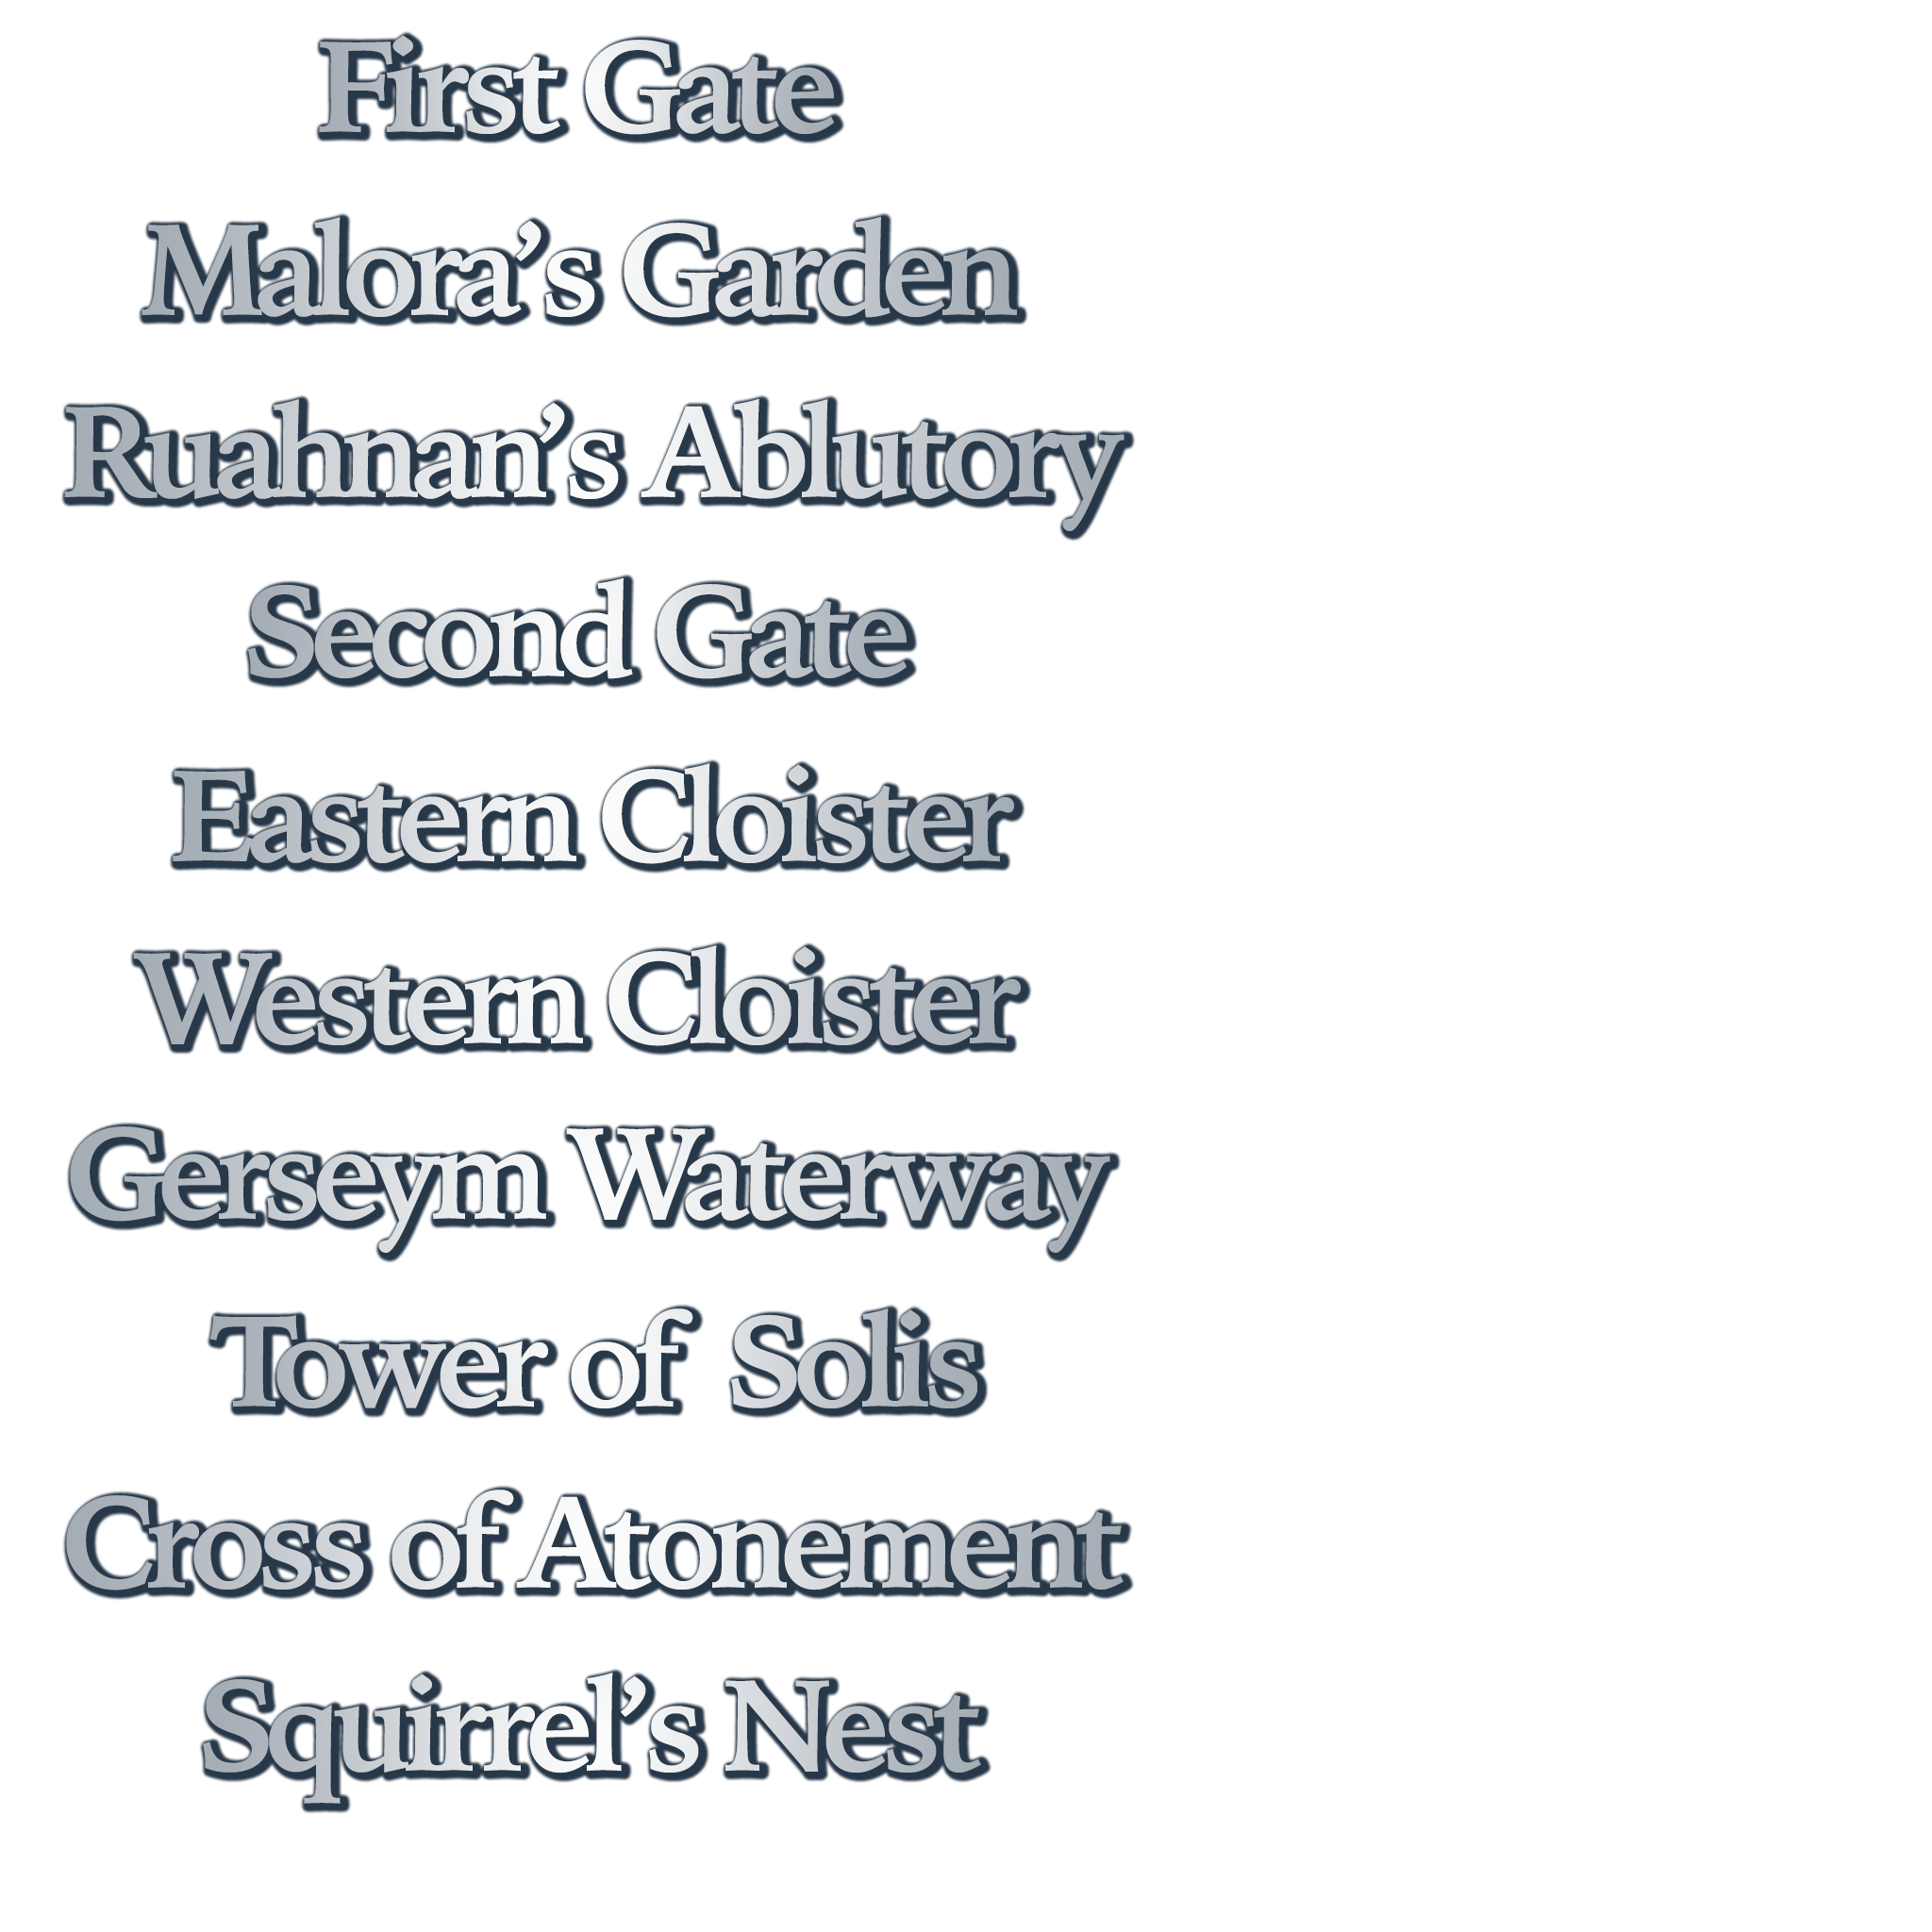 First Gate
Malora’s Garden
Ruahnan’s Ablutory
Second Gate
Eastern Cloister
Western Cloister
Gerseym Waterway
Tower of Solis
Cross of Atonement
Squirrel’s Nest